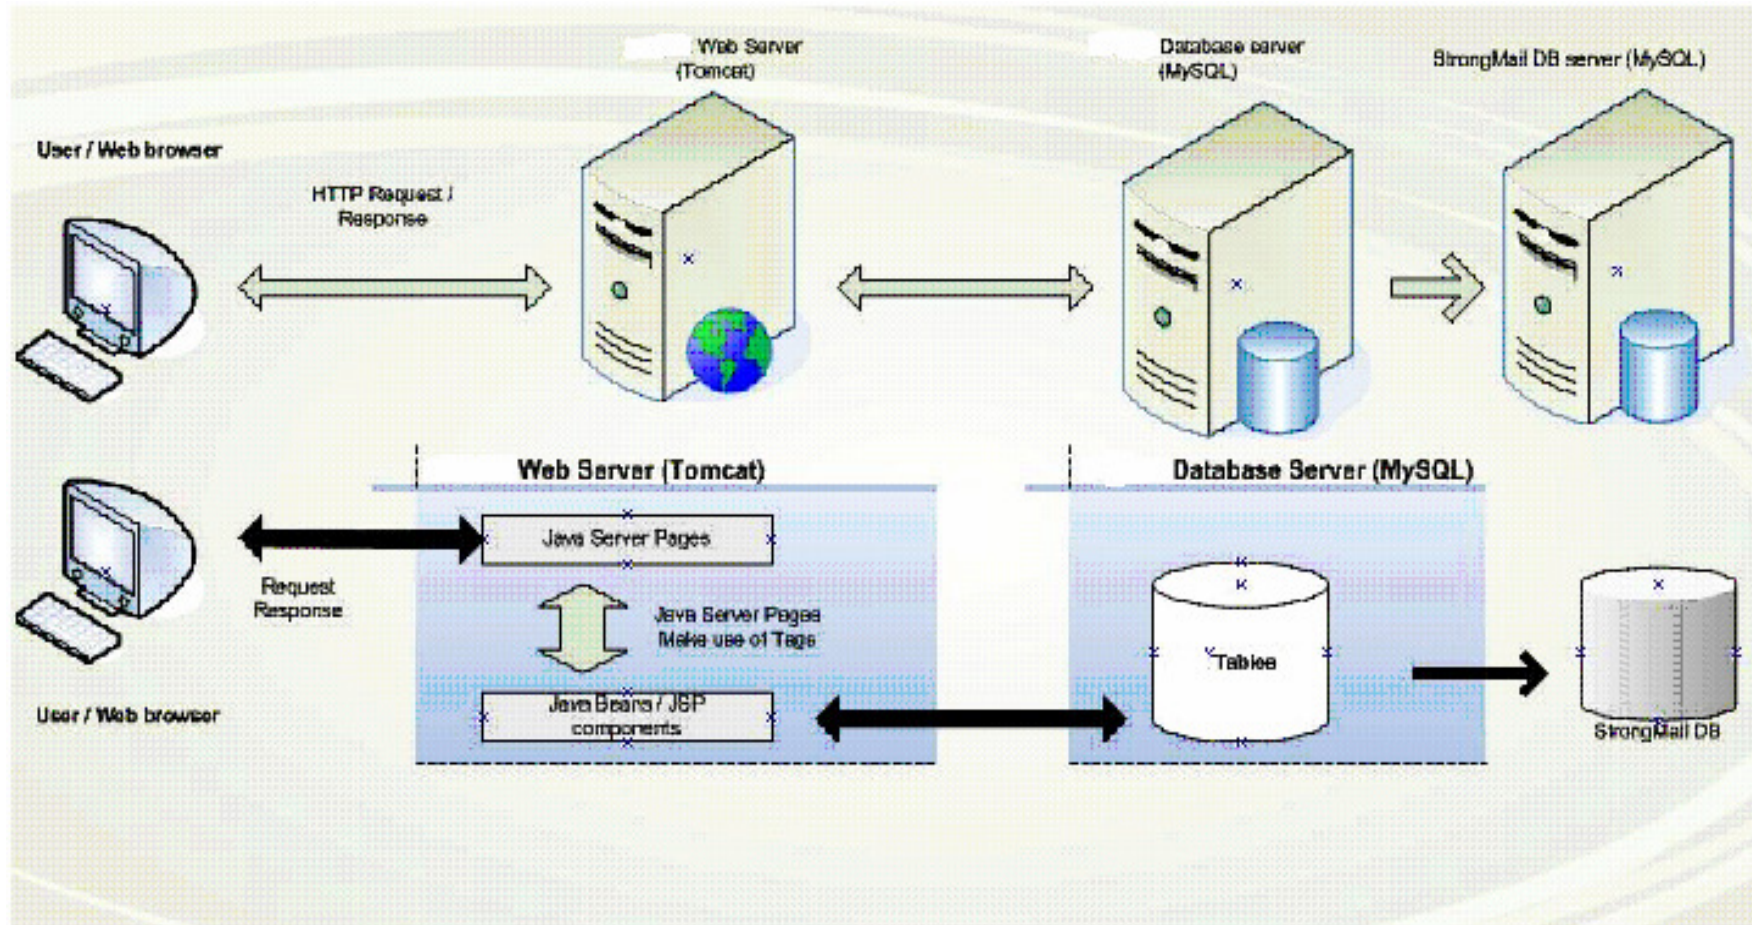 Web Server
(Tomcat)
Database server
(MySQL)
StrongMail DB server (MySQL)
User / Web browser
HTTP Request /
Response
Web Server (Tomcat)
Database Server (MySQL)
Java Server Pages
Request
Response
Java Server Pages
Make use of Tags
Tables
Java Beans / JSP
components
User / Web browser
StrongMail DB